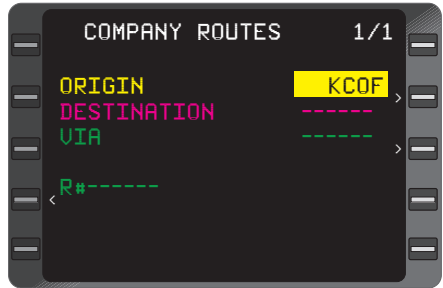 COMPANY ROUTES 1/1
ORIGIN KCOF >
DESTINATION ------
VIA ------ >
< R#------